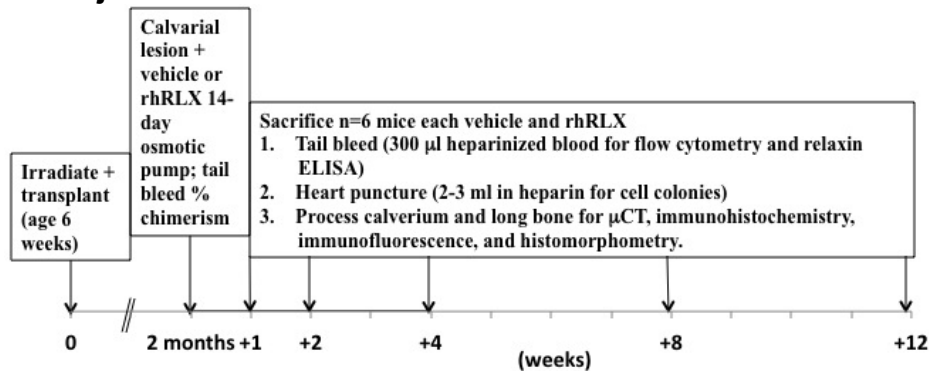 Calvarial
lesion +
vehicle or
rhRLX 14-
day
osmotic
pump; tail
bleed %
chimerism
Sacrifice n=6 mice each vehicle and rhRLX
1. Tail bleed (300 µl heparinized blood for flow cytometry and relaxin
ELISA)
2. Heart puncture (2-3 ml in heparin for cell colonies)
3. Process calverium and long bone for µCT, immunohistochemistry,
immunofluorescence, and histomorphometry.
Irradiate +
transplant
(age 6
weeks)
0 2 months +1 +2 +4 +8 +12
(weeks)